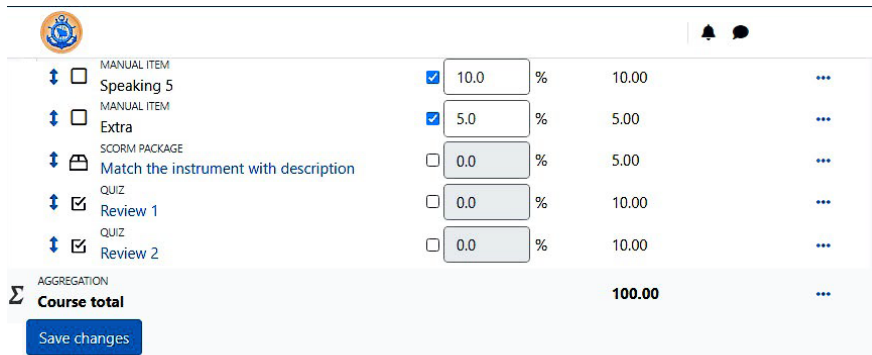 MANUAL ITEM
Speaking 5 10.0 % 10.00
MANUAL ITEM
Extra 5.0 % 5.00
SCORM PACKAGE
Match the instrument with description 0.0 % 5.00
QUIZ
Review 1 0.0 % 10.00
QUIZ
Review 2 0.0 % 10.00
AGGREGATION
Course total 100.00
Save changes